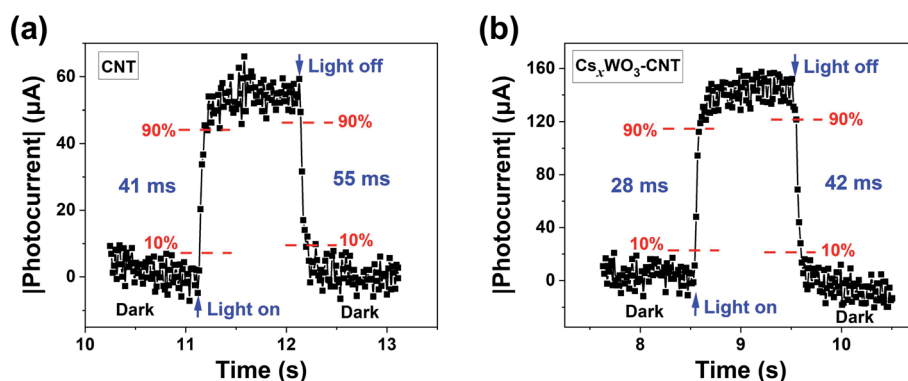 (a)
CNT
Light off
90%
90%
41 ms
55 ms
10%
10%
Dark
Light on
Dark
|Photocurrent| (μA)
60
40
20
0
10
11
12
13
Time (s)
(b)
CsₓWO₃-CNT
Light off
90%
90%
28 ms
42 ms
10%
10%
Dark
Light on
Dark
|Photocurrent| (μA)
160
120
80
40
0
-40
8
9
10
Time (s)